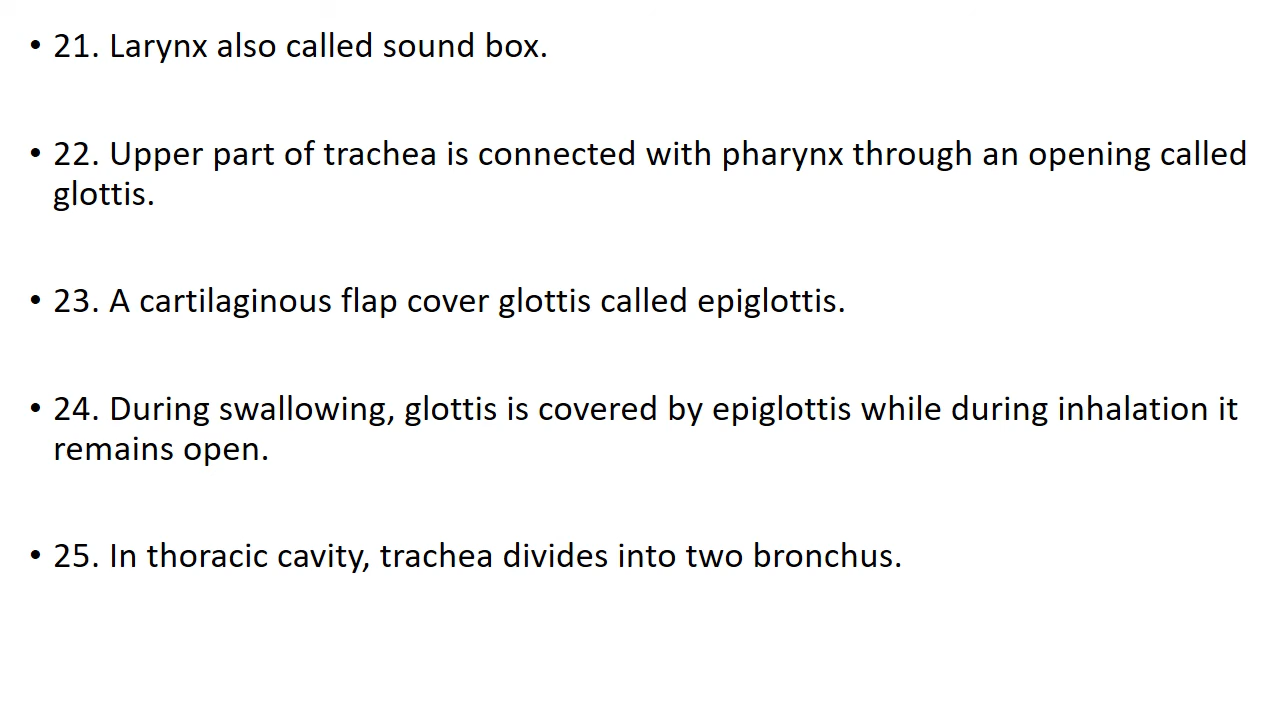 • 21. Larynx also called sound box.
• 22. Upper part of trachea is connected with pharynx through an opening called
glottis.
• 23. A cartilaginous flap cover glottis called epiglottis.
• 24. During swallowing, glottis is covered by epiglottis while during inhalation it
remains open.
• 25. In thoracic cavity, trachea divides into two bronchus.